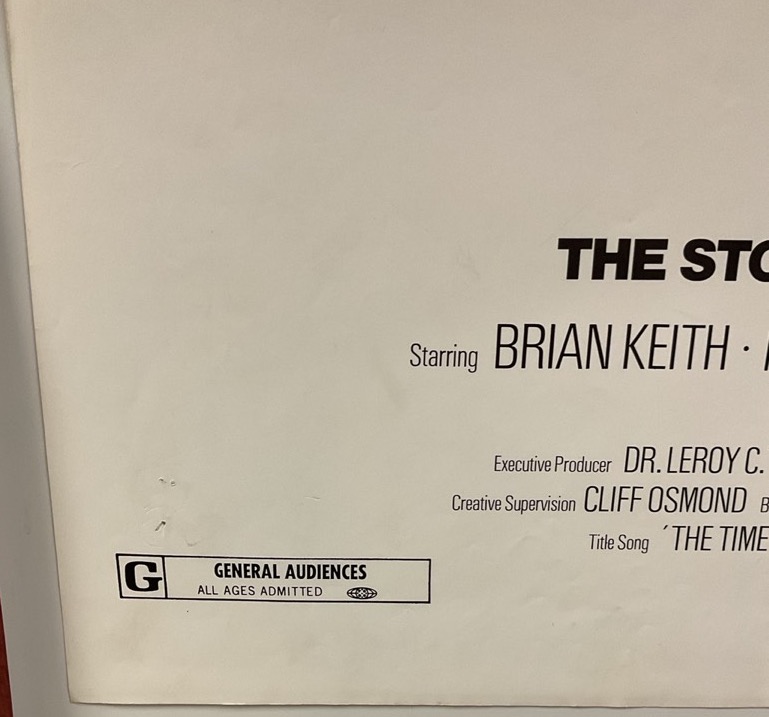 THE STO
Starring BRIAN KEITH ·
Executive Producer DR. LEROY C.
Creative Supervision CLIFF OSMOND B
Title Song ´THE TIME
G GENERAL AUDIENCES
ALL AGES ADMITTED